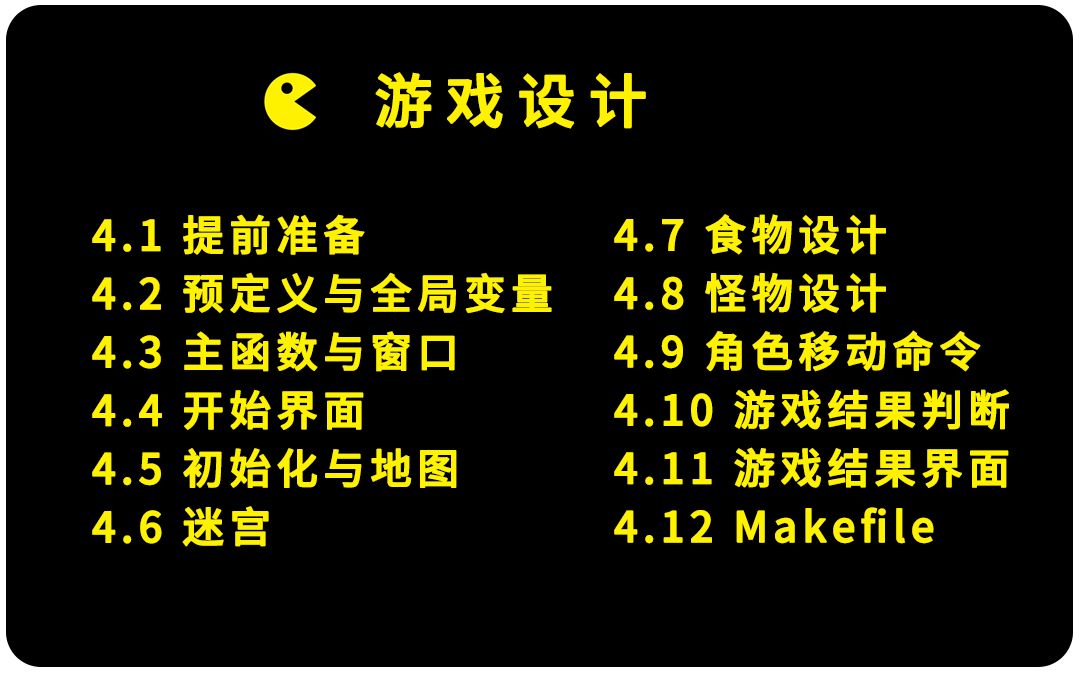 游戏设计
4.1 提前准备
4.2 预定义与全局变量
4.3 主函数与窗口
4.4 开始界面
4.5 初始化与地图
4.6 迷宫
4.7 食物设计
4.8 怪物设计
4.9 角色移动命令
4.10 游戏结果判断
4.11 游戏结果界面
4.12 Makefile